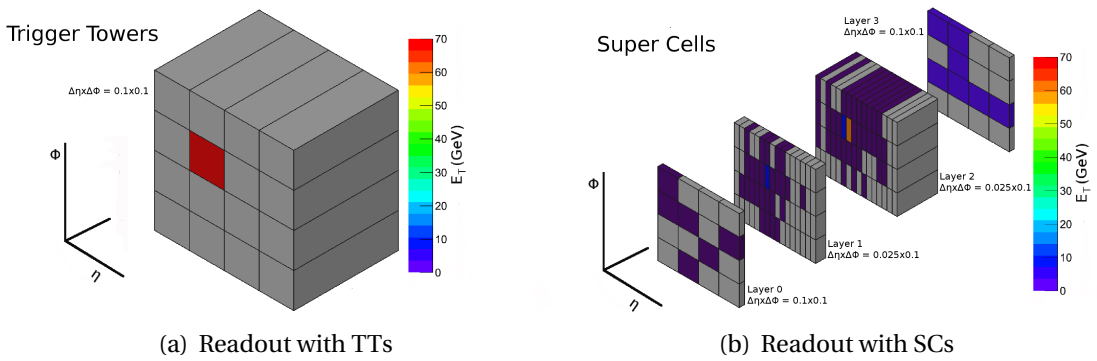 Trigger Towers
ΔηxΔΦ = 0.1x0.1
Φ
η
70
60
50
40
30
20
10
0
E_T (GeV)
(a) Readout with TTs
Super Cells
Layer 3
ΔηxΔΦ = 0.1x0.1
Layer 2
ΔηxΔΦ = 0.025x0.1
Layer 1
ΔηxΔΦ = 0.025x0.1
Layer 0
ΔηxΔΦ = 0.1x0.1
Φ
η
70
60
50
40
30
20
10
0
E_T (GeV)
(b) Readout with SCs